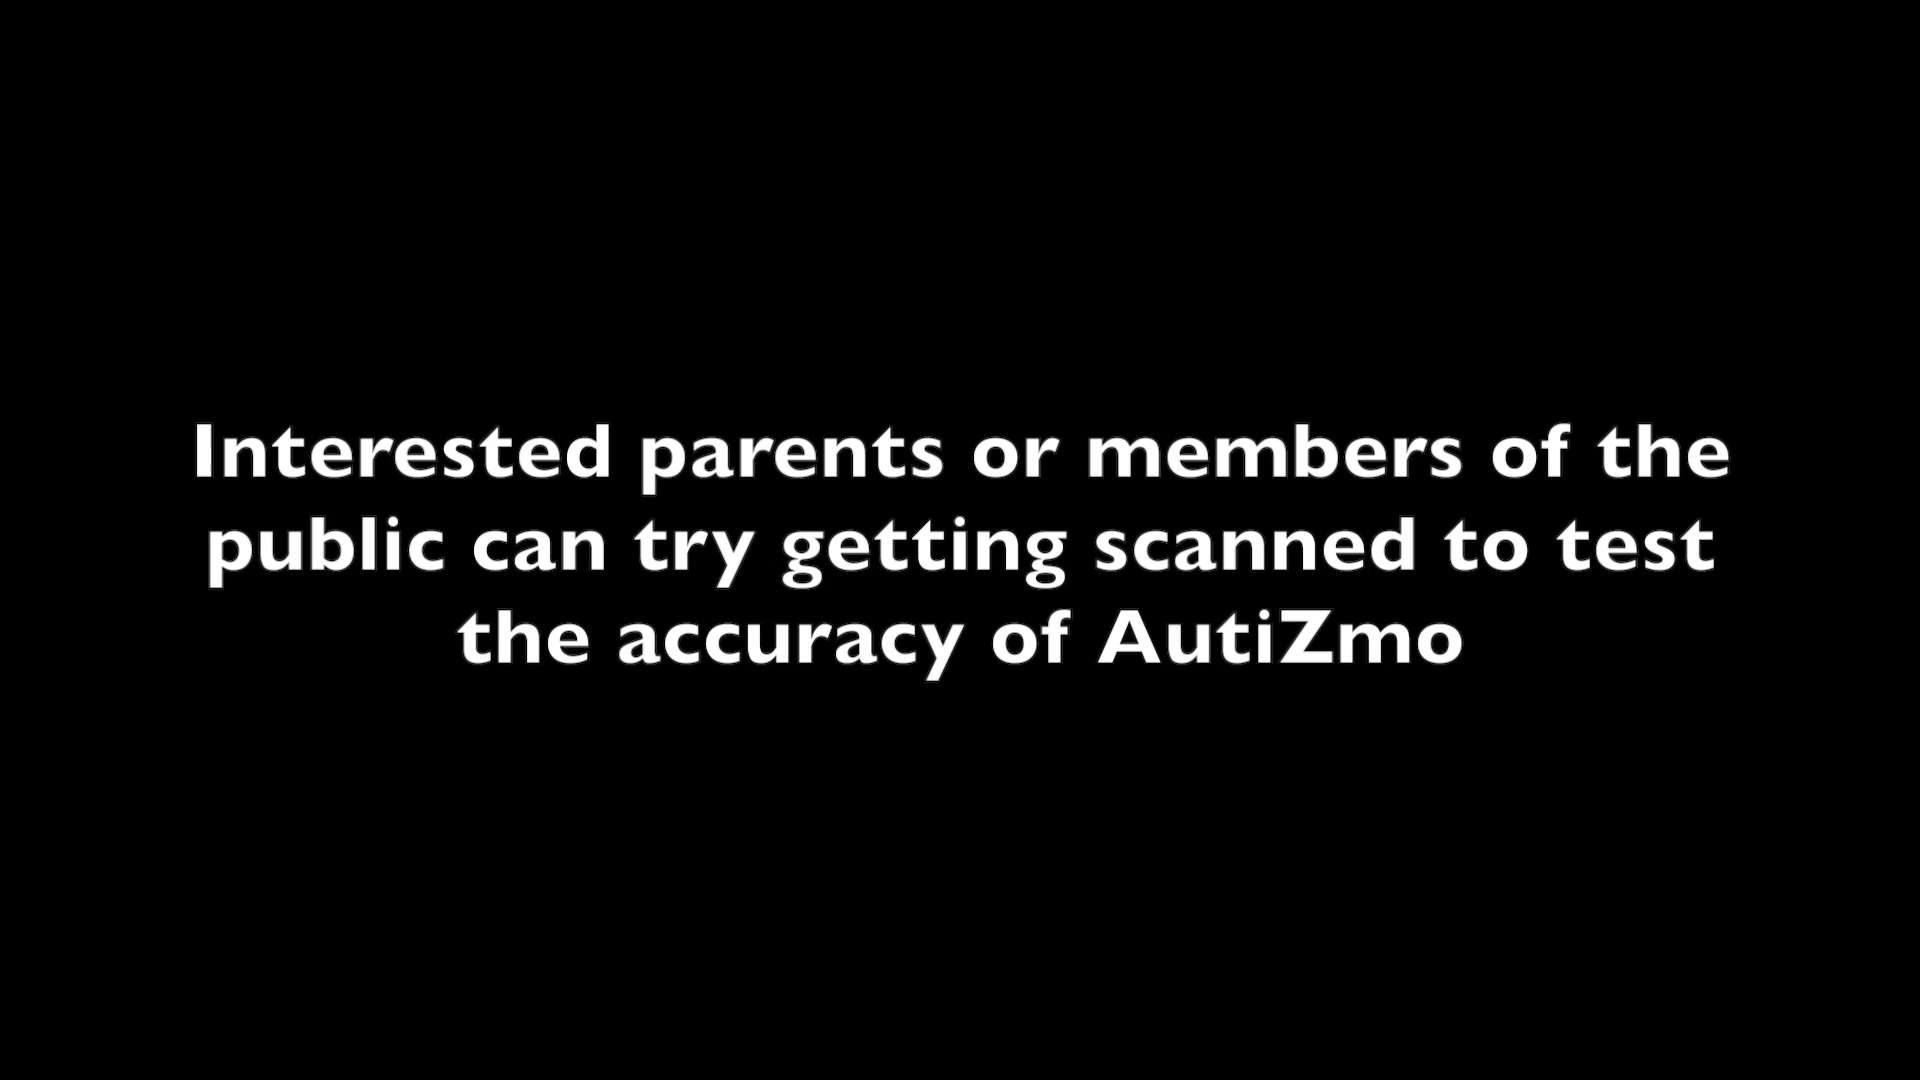 Interested parents or members of the
public can try getting scanned to test
the accuracy of AutiZmo